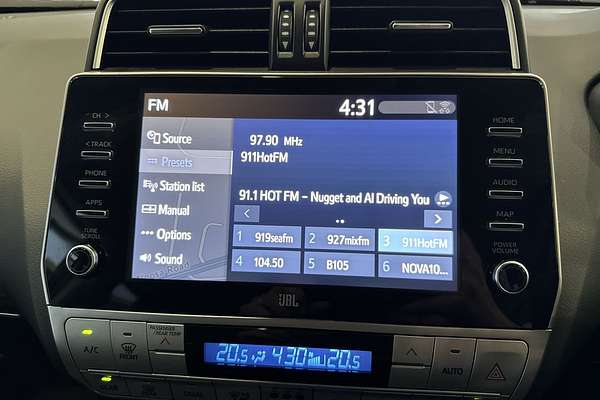 FM 4:31
CH >
< TRACK
PHONE
APPS
TUNE SCROLL
HOME
MENU
AUDIO
MAP
POWER VOLUME
Source
Presets
Station list
Manual
Options
Sound
97.90 MHz
911HotFM
91.1 HOT FM – Nugget and Al Driving You
< >
1 919seafm 2 927mixfm 3 911HotFM
4 104.50 5 B105 6 NOVA10...
JBL
A/C
FRONT
PASSENGER /REAR TEMP
20.5 4:30 20.5
AUTO